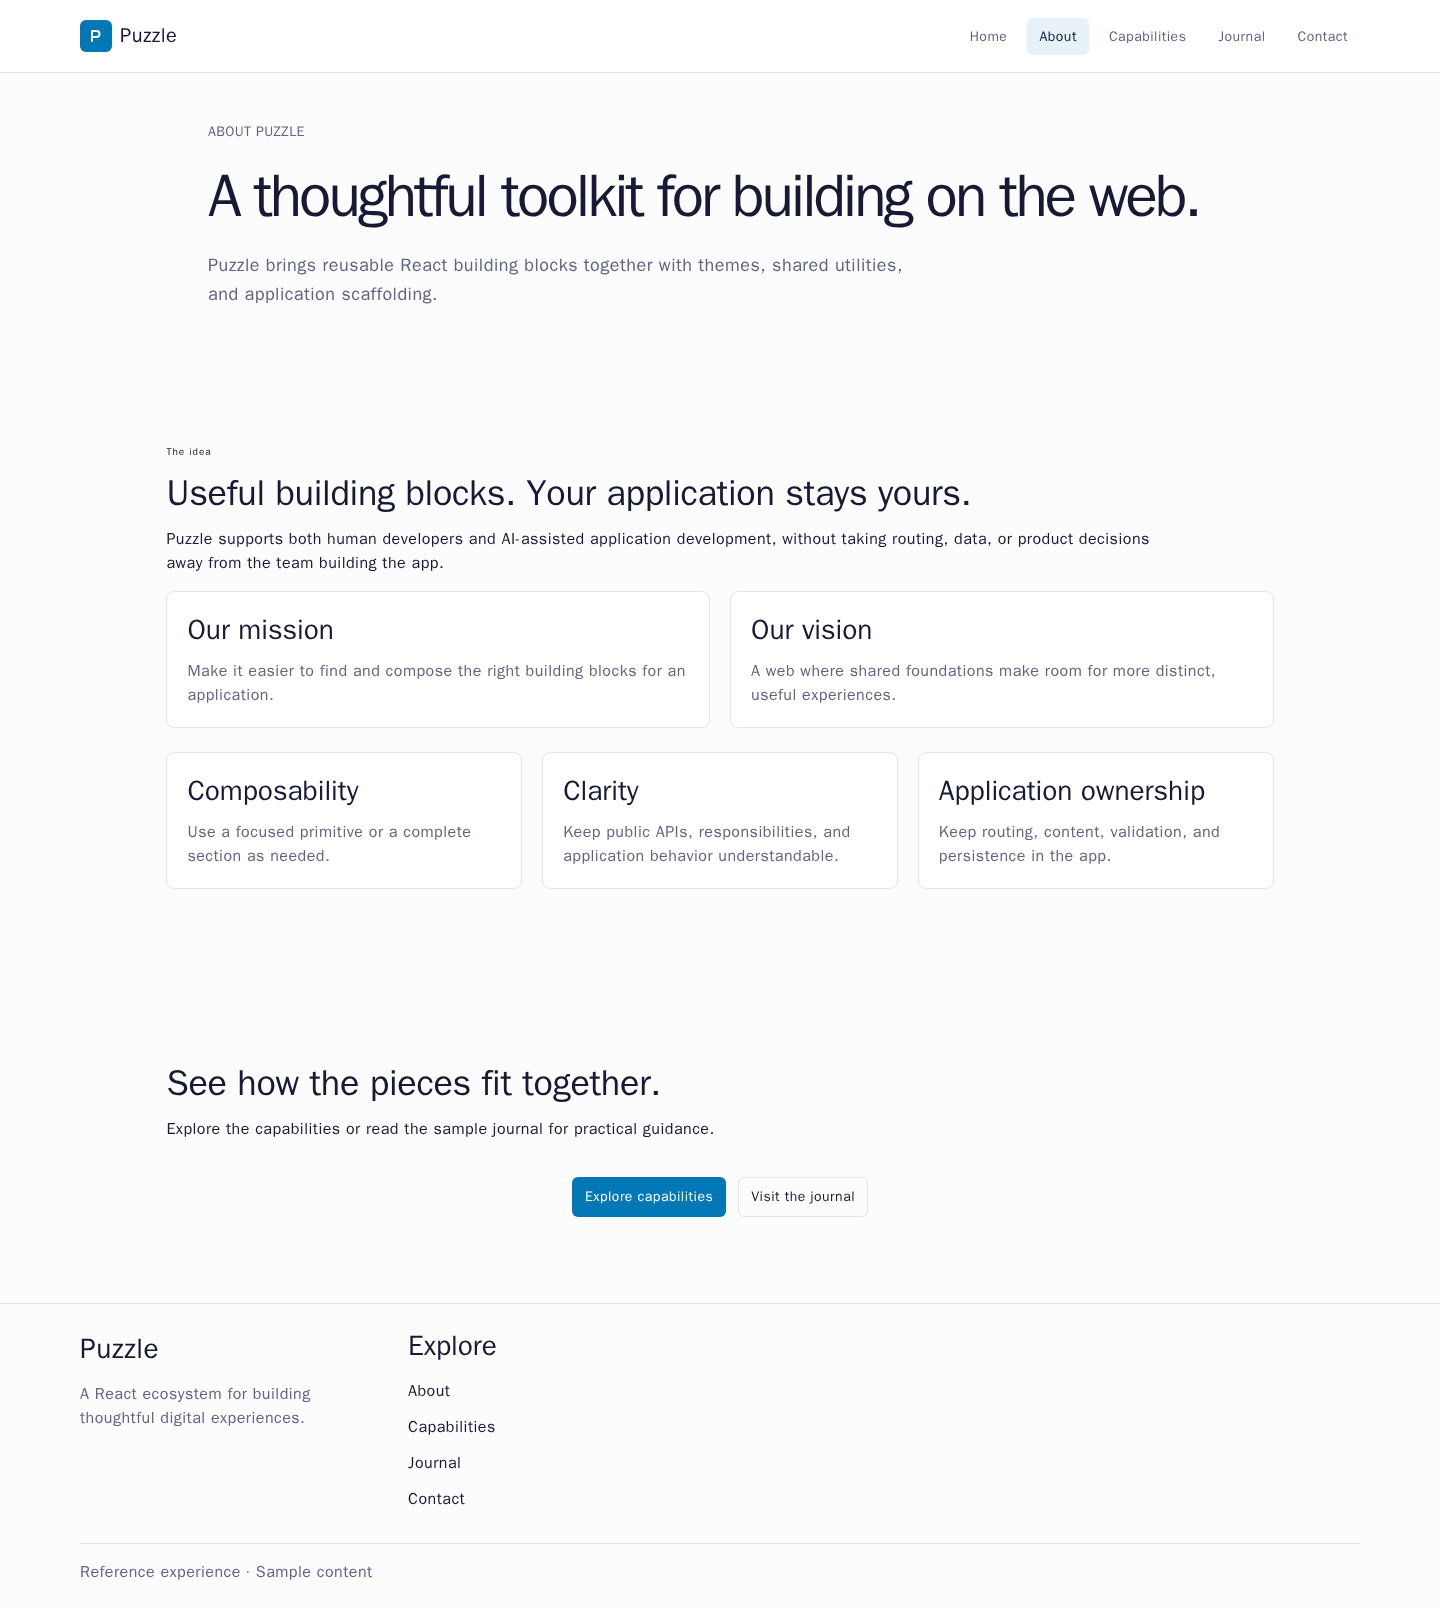 P Puzzle
Home About Capabilities Journal Contact
ABOUT PUZZLE
A thoughtful toolkit for building on the web.
Puzzle brings reusable React building blocks together with themes, shared utilities,
and application scaffolding.
The idea
Useful building blocks. Your application stays yours.
Puzzle supports both human developers and AI-assisted application development, without taking routing, data, or product decisions
away from the team building the app.
Our mission
Make it easier to find and compose the right building blocks for an
application.
Our vision
A web where shared foundations make room for more distinct,
useful experiences.
Composability
Use a focused primitive or a complete
section as needed.
Clarity
Keep public APIs, responsibilities, and
application behavior understandable.
Application ownership
Keep routing, content, validation, and
persistence in the app.
See how the pieces fit together.
Explore the capabilities or read the sample journal for practical guidance.
Explore capabilities
Visit the journal
Puzzle
A React ecosystem for building
thoughtful digital experiences.
Explore
About
Capabilities
Journal
Contact
Reference experience · Sample content